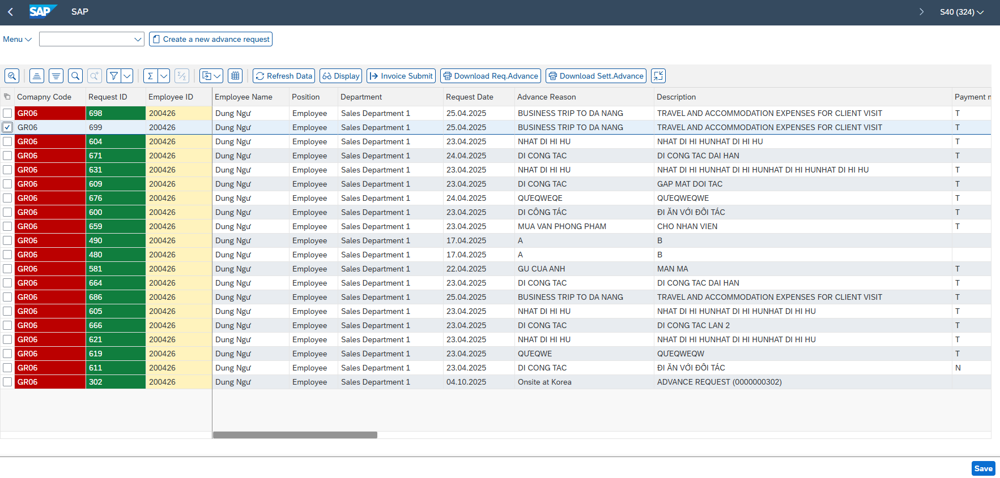 SAP SAP S40 (324)
Menu Create a new advance request
Refresh Data Display Invoice Submit Download Req.Advance Download Sett.Advance
Comapny Code Request ID Employee ID Employee Name Position Department Request Date Advance Reason Description Payment
GR06 698 200426 Dung Ngư Employee Sales Department 1 25.04.2025 BUSINESS TRIP TO DA NANG TRAVEL AND ACCOMMODATION EXPENSES FOR CLIENT VISIT T
GR06 699 200426 Dung Ngư Employee Sales Department 1 25.04.2025 BUSINESS TRIP TO DA NANG TRAVEL AND ACCOMMODATION EXPENSES FOR CLIENT VISIT T
GR06 604 200426 Dung Ngư Employee Sales Department 1 23.04.2025 NHAT DI HI HU NHAT DI HI HUNHAT DI HI HU T
GR06 671 200426 Dung Ngư Employee Sales Department 1 24.04.2025 DI CONG TAC DI CONG TAC DAI HAN T
GR06 631 200426 Dung Ngư Employee Sales Department 1 23.04.2025 NHAT DI HI HU NHAT DI HI HUNHAT DI HI HUNHAT DI HI HUNHAT DI HI HU T
GR06 609 200426 Dung Ngư Employee Sales Department 1 23.04.2025 DI CONG TAC GAP MAT DOI TAC T
GR06 676 200426 Dung Ngư Employee Sales Department 1 24.04.2025 QƯEQWEQE QƯEQWEQWE T
GR06 600 200426 Dung Ngư Employee Sales Department 1 23.04.2025 DI CÔNG TÁC ĐI ĂN VỚI ĐỐI TÁC T
GR06 659 200426 Dung Ngư Employee Sales Department 1 23.04.2025 MUA VAN PHONG PHAM CHO NHAN VIEN T
GR06 490 200426 Dung Ngư Employee Sales Department 1 17.04.2025 A B
GR06 480 200426 Dung Ngư Employee Sales Department 1 17.04.2025 A B
GR06 581 200426 Dung Ngư Employee Sales Department 1 22.04.2025 GU CUA ANH MAN MA T
GR06 664 200426 Dung Ngư Employee Sales Department 1 23.04.2025 DI CONG TAC DI CONG TAC DAI HAN T
GR06 686 200426 Dung Ngư Employee Sales Department 1 25.04.2025 BUSINESS TRIP TO DA NANG TRAVEL AND ACCOMMODATION EXPENSES FOR CLIENT VISIT T
GR06 605 200426 Dung Ngư Employee Sales Department 1 23.04.2025 NHAT DI HI HU NHAT DI HI HUNHAT DI HI HUNHAT DI HI HU T
GR06 666 200426 Dung Ngư Employee Sales Department 1 23.04.2025 DI CONG TAC DI CONG TAC LAN 2 T
GR06 621 200426 Dung Ngư Employee Sales Department 1 23.04.2025 NHAT DI HI HU NHAT DI HI HUNHAT DI HI HUNHAT DI HI HU T
GR06 619 200426 Dung Ngư Employee Sales Department 1 23.04.2025 QƯEQWE QƯEQWEQW T
GR06 611 200426 Dung Ngư Employee Sales Department 1 23.04.2025 DI CONG TAC ĐI ĂN VỚI ĐỐI TÁC N
GR06 302 200426 Dung Ngư Employee Sales Department 1 04.10.2025 Onsite at Korea ADVANCE REQUEST (0000000302)
Save